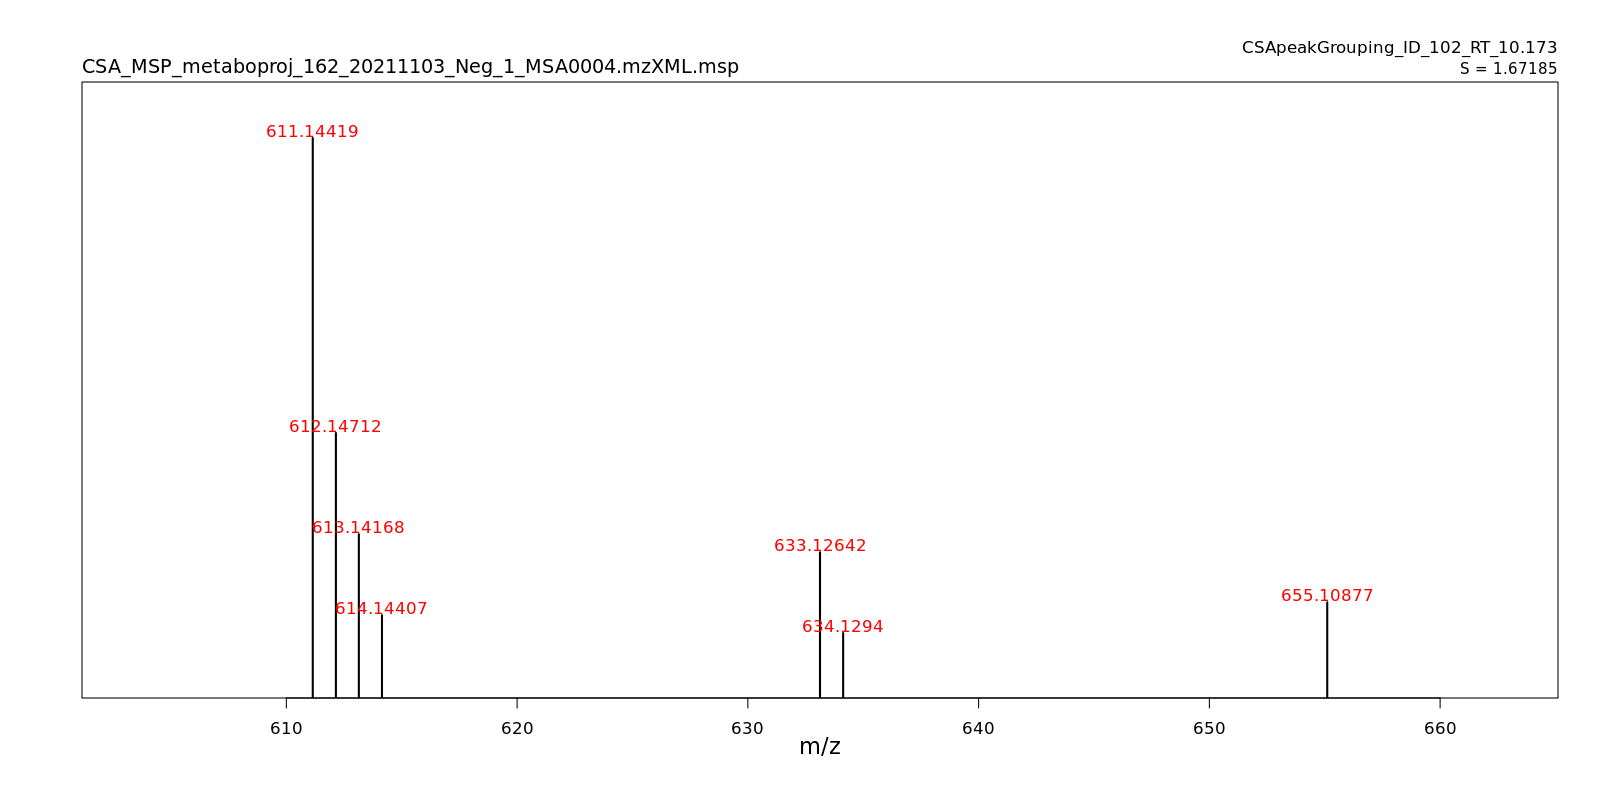 CSApeakGrouping_ID_102_RT_10.173
CSA_MSP_metaboproj_162_20211103_Neg_1_MSA0004.mzXML.msp
S = 1.67185
611.14419
612.14712
613.14168
633.12642
655.10877
614.14407
634.1294
610 620 630 640 650 660
m/z